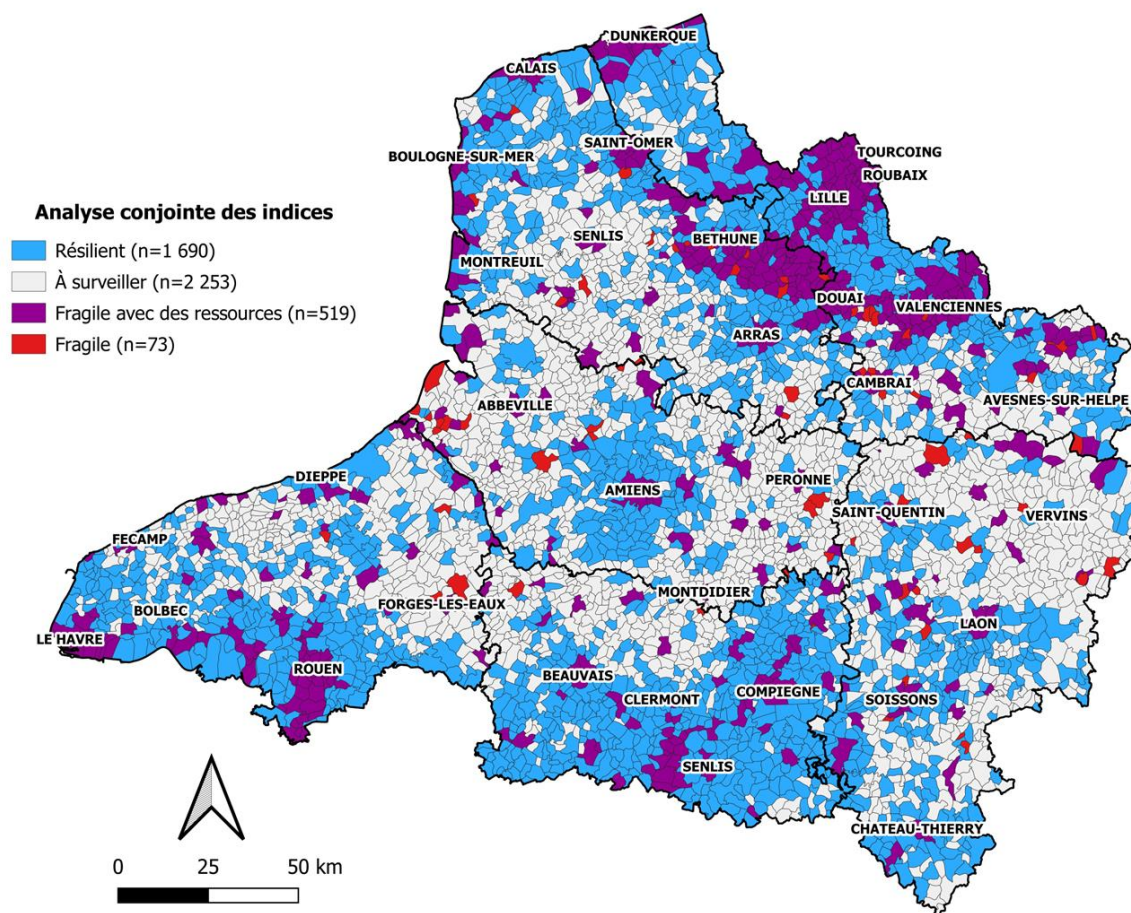 DUNKERQUE
CALAIS
SAINT-OMER
BOULOGNE-SUR-MER
TOURCOING
ROUBAIX
LILLE
Analyse conjointe des indices
Résilient (n=1 690)
À surveiller (n=2 253)
Fragile avec des ressources (n=519)
Fragile (n=73)
SENLIS
BETHUNE
MONTREUIL
DOUAI
VALENCIENNES
ARRAS
CAMBRAI
AVESNES-SUR-HELPE
ABBEVILLE
DIEPPE
AMIENS
PERONNE
SAINT-QUENTIN
VERVINS
FECAMP
BOLBEC
FORGES-LES-EAUX
MONTDIDIER
LAON
LE HAVRE
ROUEN
BEAUVAIS
CLERMONT
COMPIEGNE
SOISSONS
SENLIS
CHATEAU-THIERRY
0 25 50 km